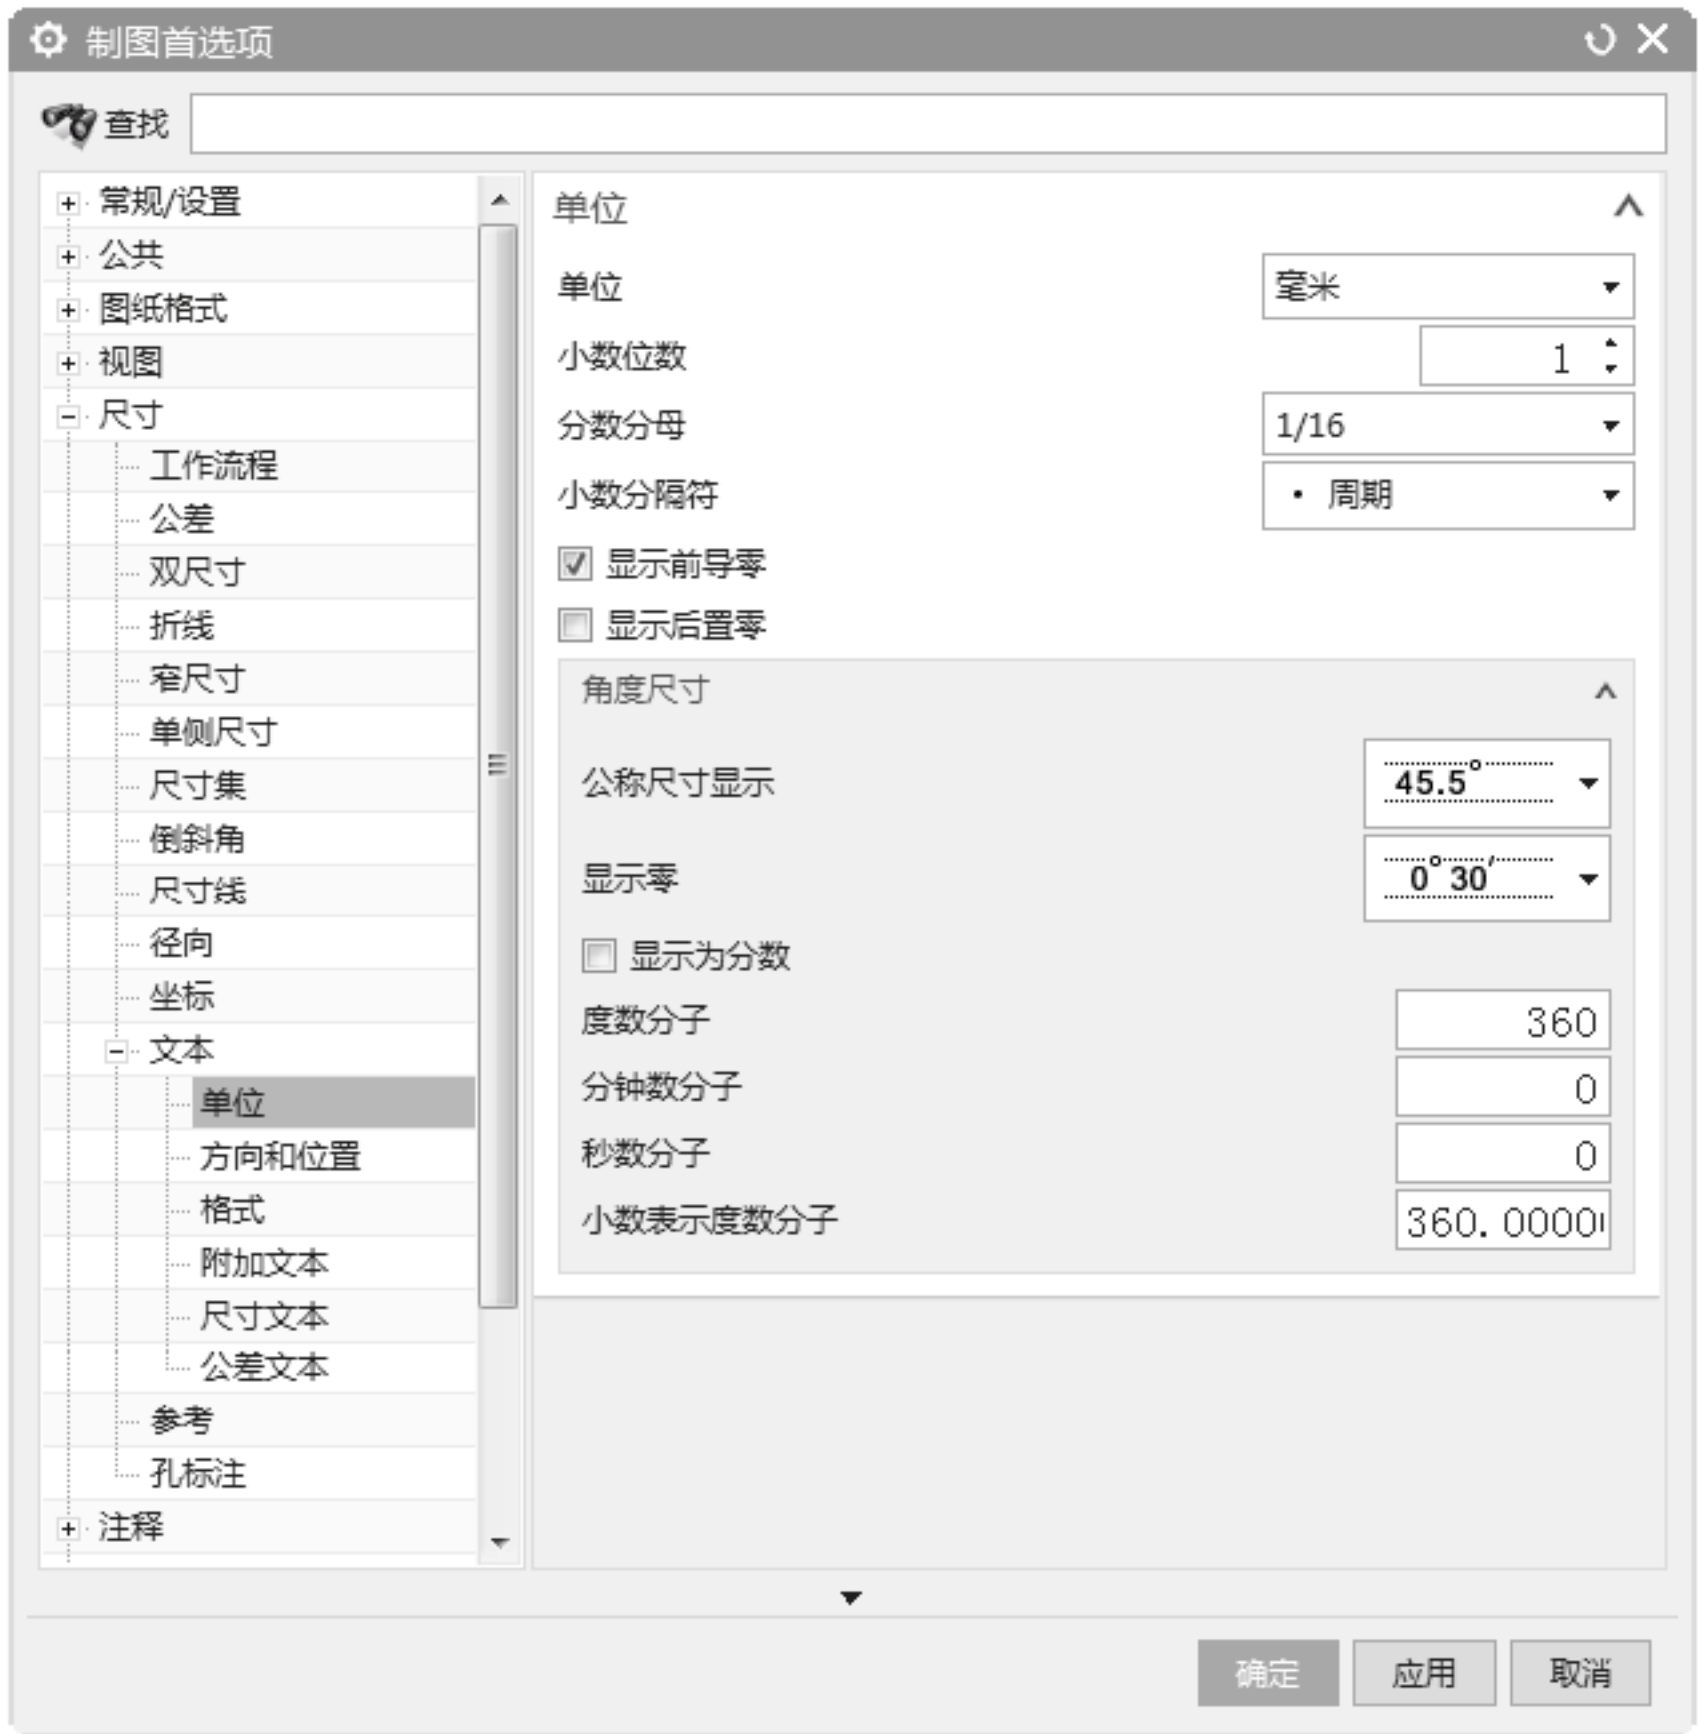 制图首选项
查找
常规/设置
公共
图纸格式
视图
尺寸
工作流程
公差
双尺寸
折线
窄尺寸
单侧尺寸
尺寸集
倒斜角
尺寸线
径向
坐标
文本
单位
方向和位置
格式
附加文本
尺寸文本
公差文本
参考
孔标注
注释
单位
单位 毫米
小数位数 1
分数分母 1/16
小数分隔符 · 周期
显示前导零
显示后置零
角度尺寸
公称尺寸显示 45.5°
显示零 0° 30′
显示为分数
度数分子 360
分钟数分子 0
秒数分子 0
小数表示度数分子 360.0000
确定 应用 取消